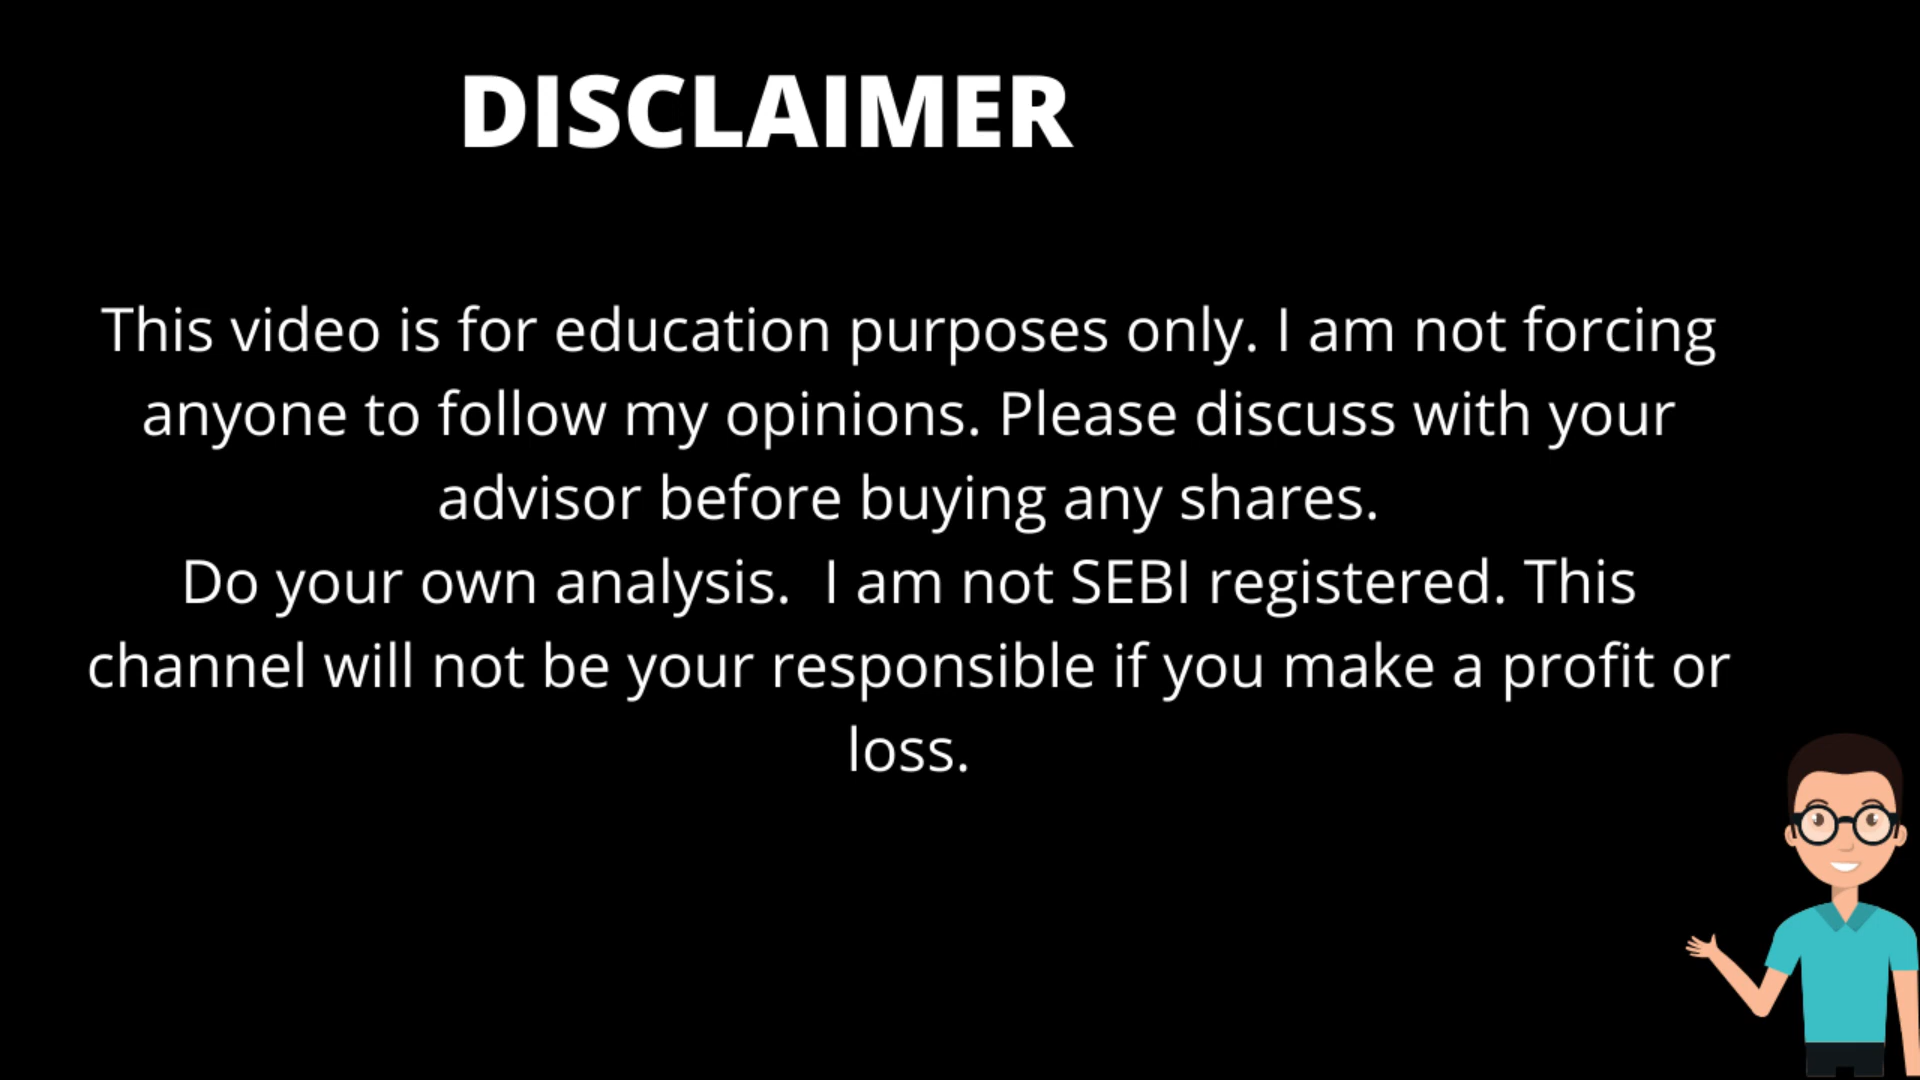 DISCLAIMER
This video is for education purposes only. I am not forcing
anyone to follow my opinions. Please discuss with your
advisor before buying any shares.
Do your own analysis.  I am not SEBI registered. This
channel will not be your responsible if you make a profit or
loss.